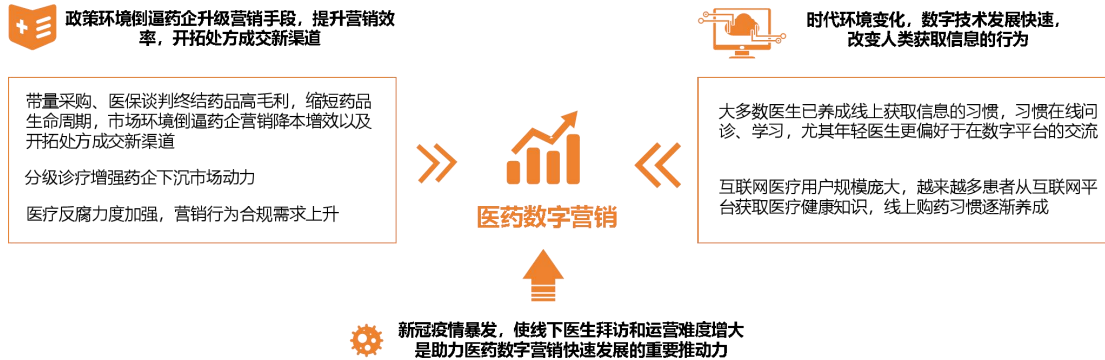 政策环境倒逼药企升级营销手段，提升营销效
率，开拓处方成交新渠道
带量采购、医保谈判终结药品高毛利，缩短药品
生命周期，市场环境倒逼药企营销降本增效以及
开拓处方成交新渠道
分级诊疗增强药企下沉市场动力
医疗反腐力度加强，营销行为合规需求上升
医药数字营销
时代环境变化，数字技术发展快速，
改变人类获取信息的行为
大多数医生已养成线上获取信息的习惯，习惯在线问
诊、学习，尤其年轻医生更偏好于在数字平台的交流
互联网医疗用户规模庞大，越来越多患者从互联网平
台获取医疗健康知识，线上购药习惯逐渐养成
新冠疫情暴发，使线下医生拜访和运营难度增大
是助力医药数字营销快速发展的重要推动力